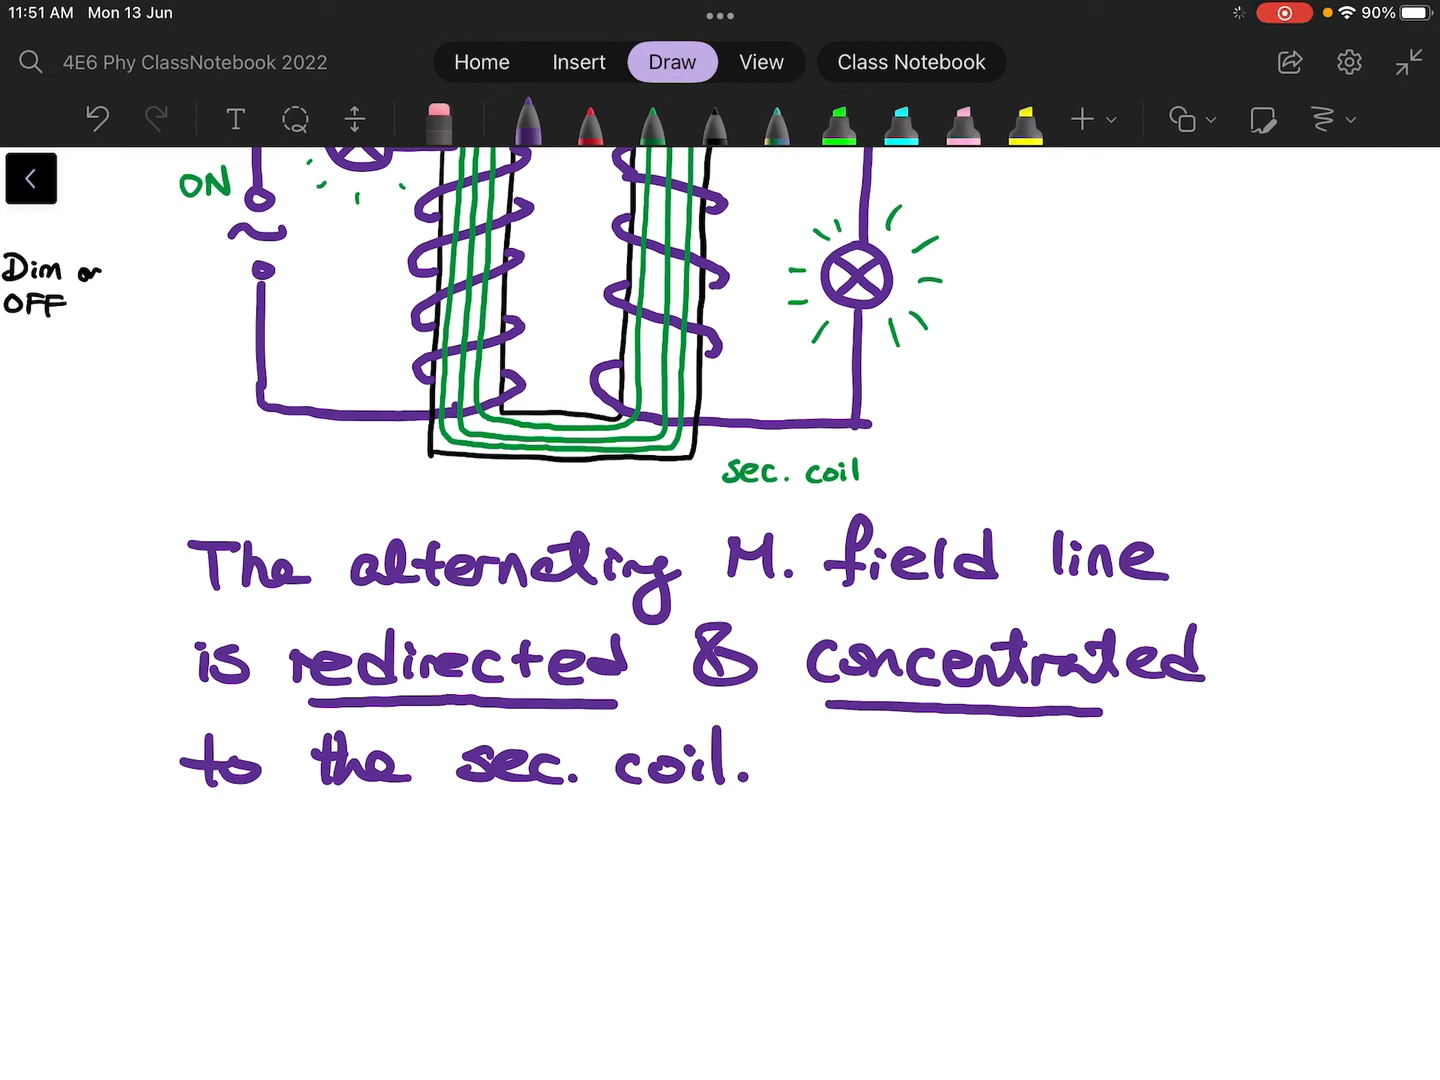 11:51 AM Mon 13 Jun
90%
4E6 Phy ClassNotebook 2022
Home Insert Draw View Class Notebook
T
ON
Dim or
OFF
sec. coil
The alternating M. field line
is redirected & concentrated
to the sec. coil.